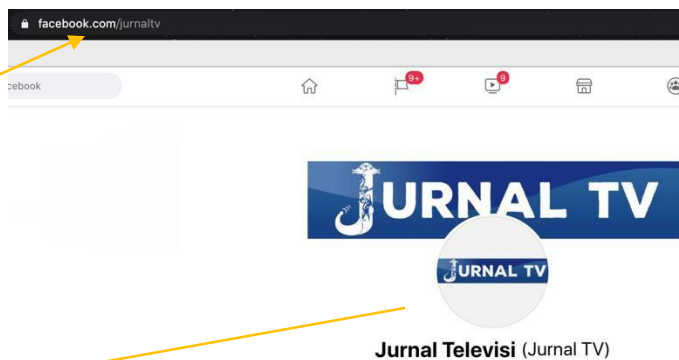 facebook.com/jurnaltv
cebook
9+
9
JURNAL TV
JURNAL TV
Jurnal Televisi (Jurnal TV)